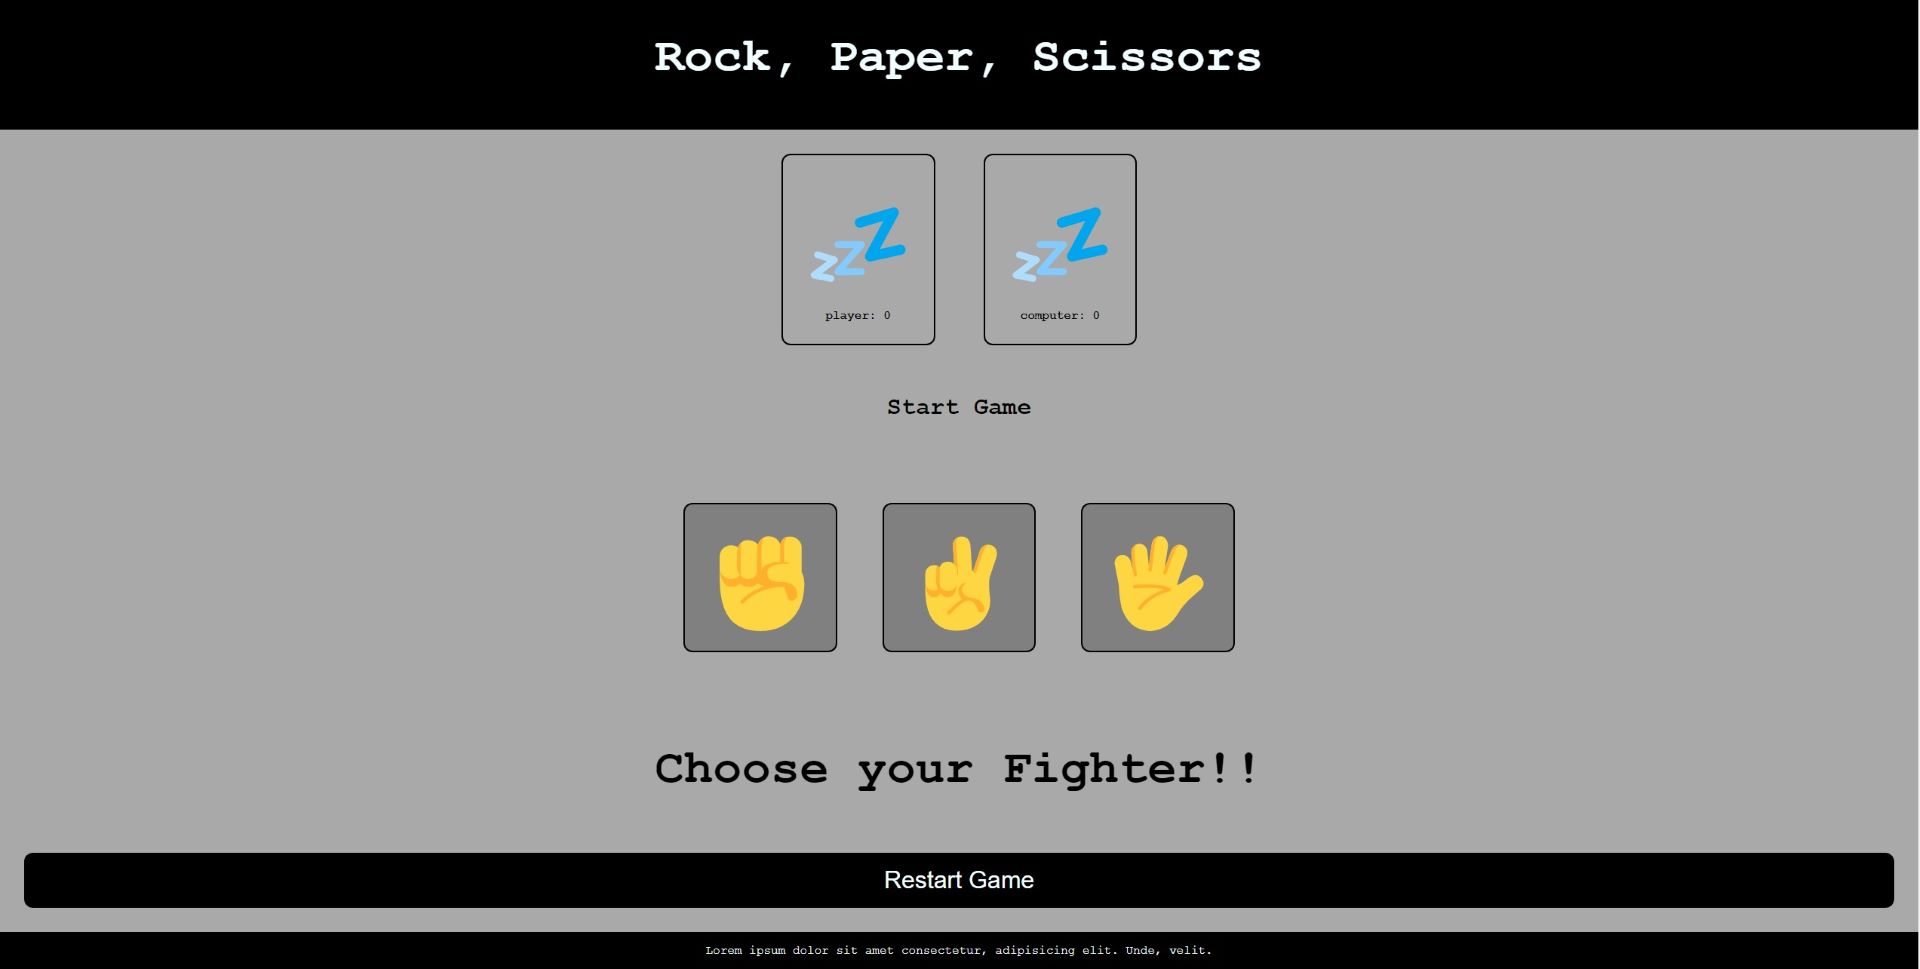 Rock, Paper, Scissors
player: 0
computer: 0
Start Game
Choose your Fighter!!
Restart Game
Lorem ipsum dolor sit amet consectetur, adipisicing elit. Unde, velit.